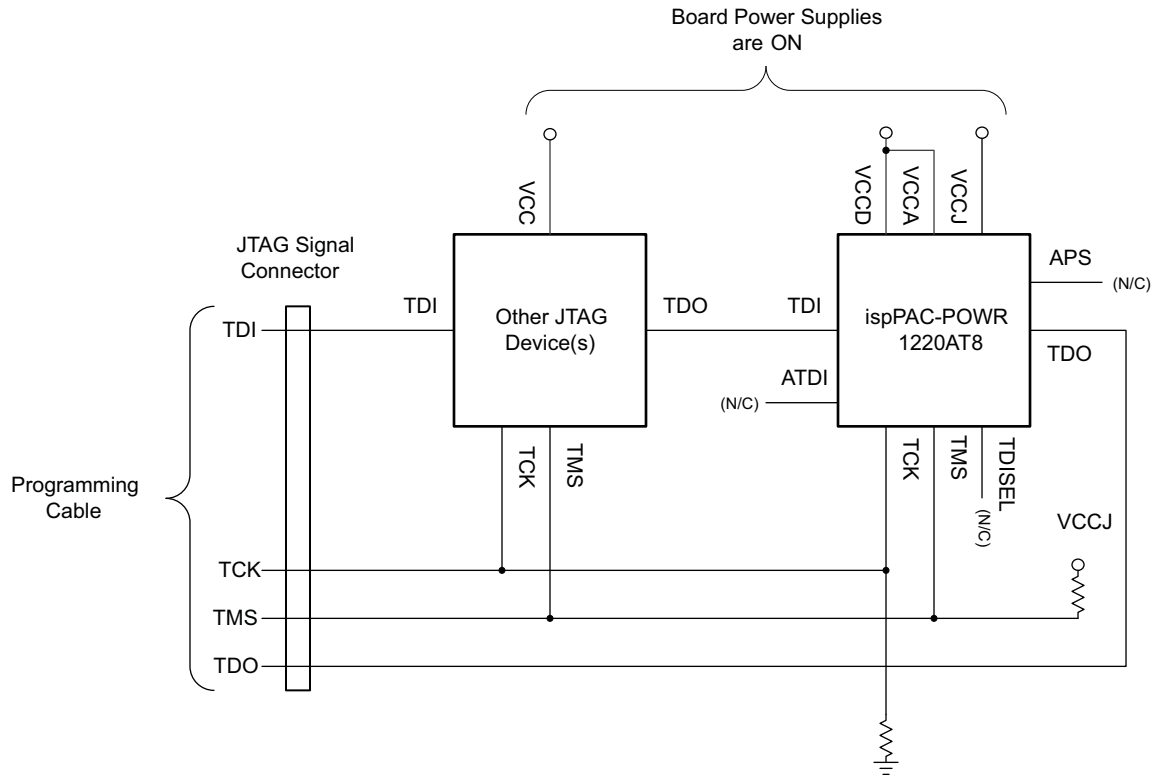 Board Power Supplies
are ON
VCC
VCCD
VCCA
VCCJ
JTAG Signal
Connector
TDI
TDI
Other JTAG
Device(s)
TDO
TDI
ispPAC-POWR
1220AT8
APS
(N/C)
TDO
ATDI
(N/C)
TCK
TMS
TCK
TMS
TDISEL
(N/C)
VCCJ
Programming
Cable
TCK
TMS
TDO